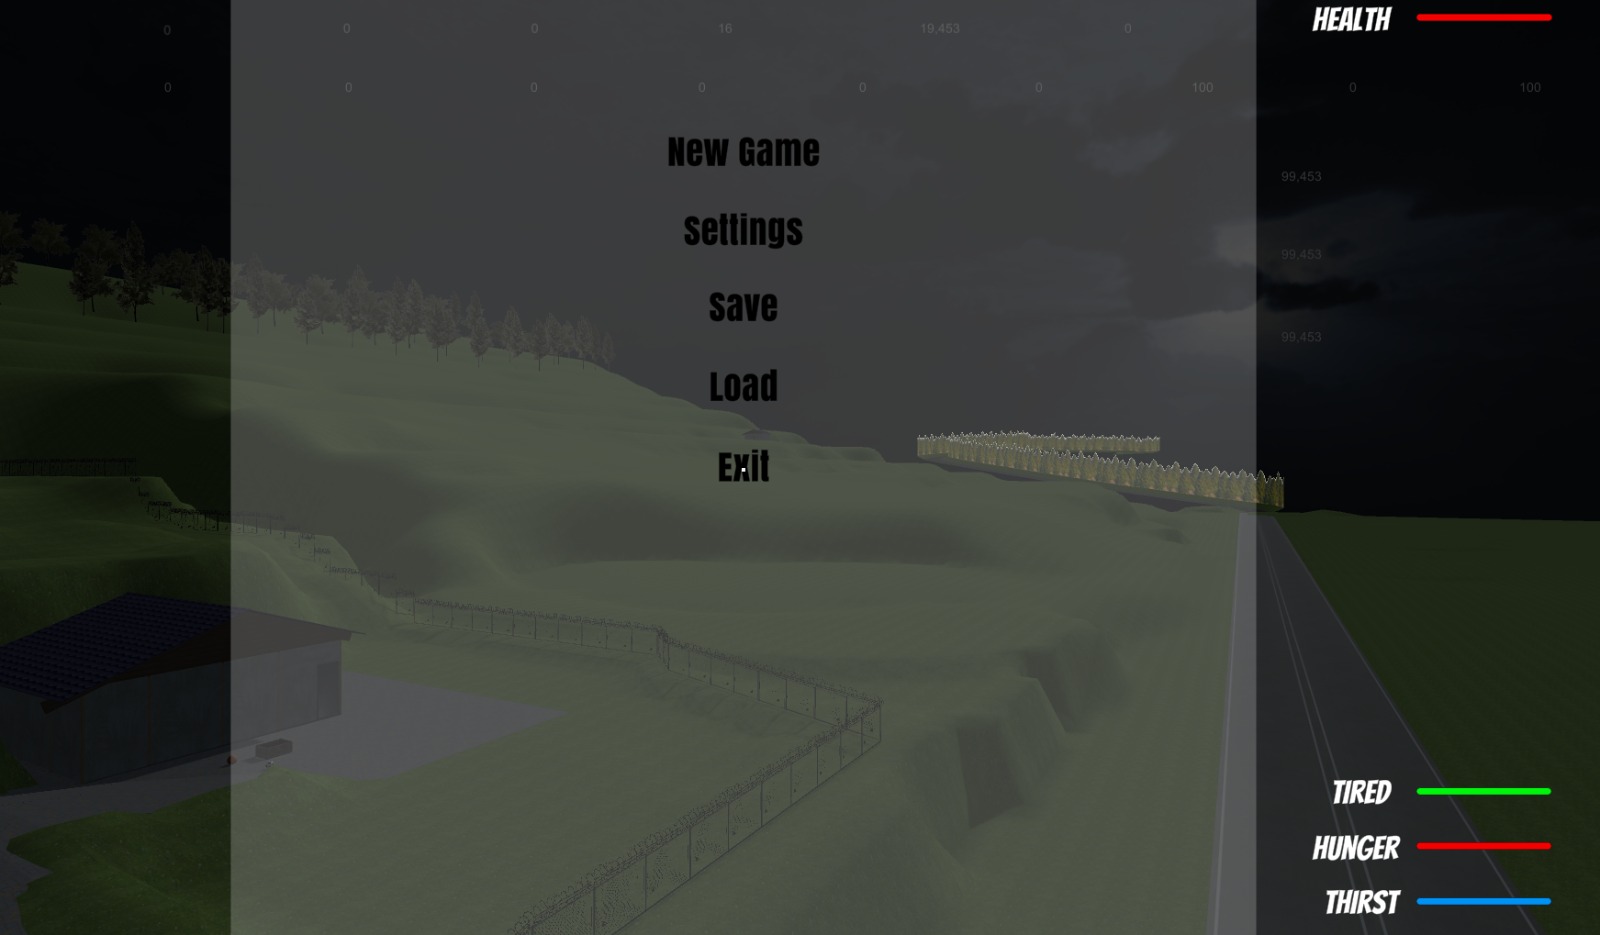 0 0 0 16 19,453 0
HEALTH
0 0 0 0 0 0 100 0 100
New Game
99,453
Settings
99,453
Save
99,453
Load
Exit
TIRED
HUNGER
THIRST